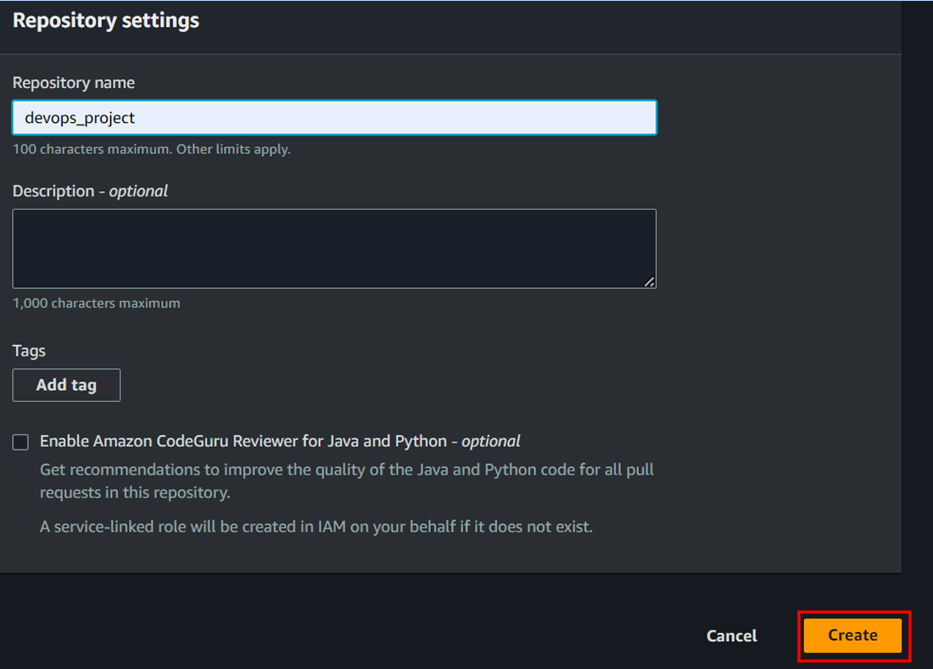 Repository settings
Repository name
devops_project
100 characters maximum. Other limits apply.
Description - optional
1,000 characters maximum
Tags
Add tag
Enable Amazon CodeGuru Reviewer for Java and Python - optional
Get recommendations to improve the quality of the Java and Python code for all pull
requests in this repository.
A service-linked role will be created in IAM on your behalf if it does not exist.
Cancel
Create